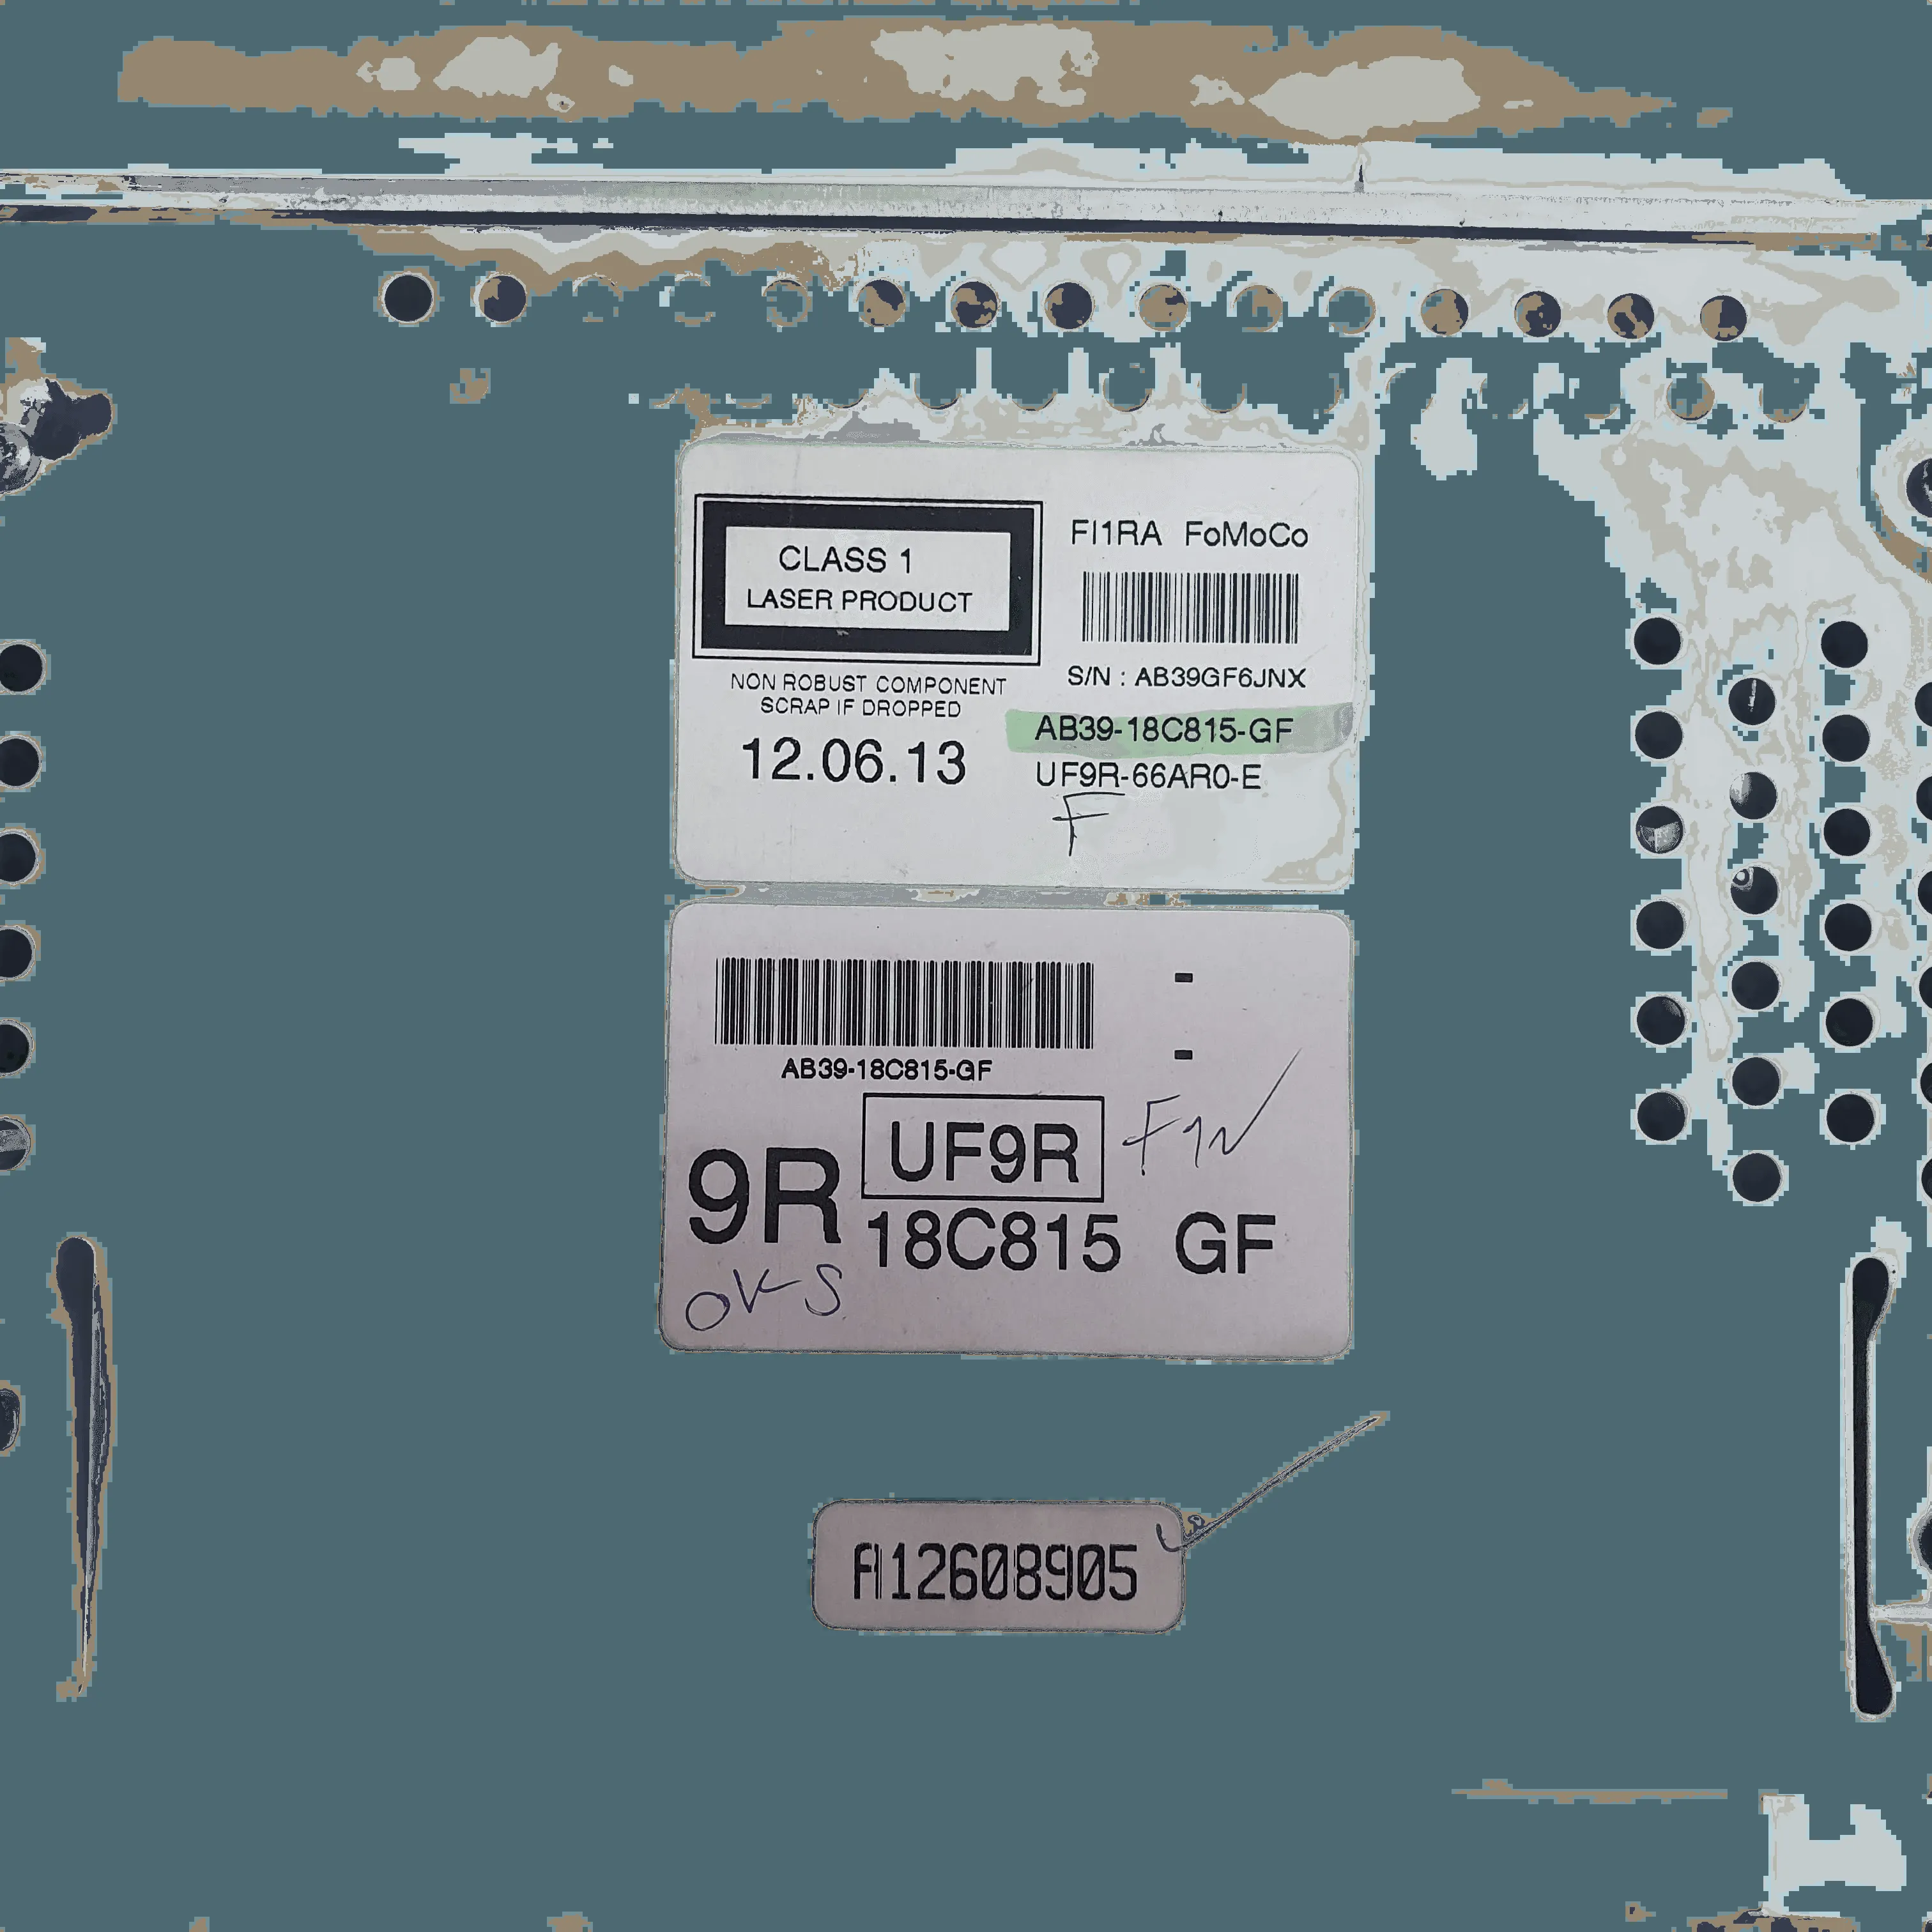 CLASS 1
LASER PRODUCT
NON ROBUST COMPONENT
SCRAP IF DROPPED
12.06.13
FI1RA FoMoCo
S/N : AB39GF6JNX
AB39-18C815-GF
UF9R-66AR0-E
F
AB39-18C815-GF
UF9R
9R
18C815 GF
A12608905